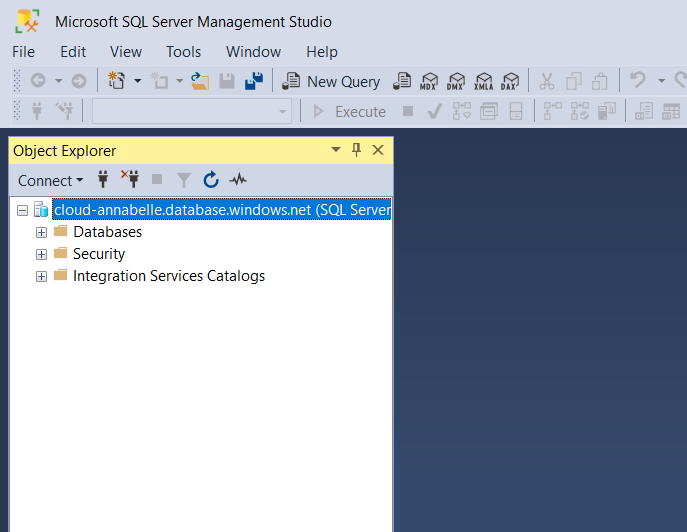 Microsoft SQL Server Management Studio
File Edit View Tools Window Help
New Query MDX DMX XMLA DAX
Execute
Object Explorer
Connect
cloud-annabelle.database.windows.net (SQL Server
Databases
Security
Integration Services Catalogs